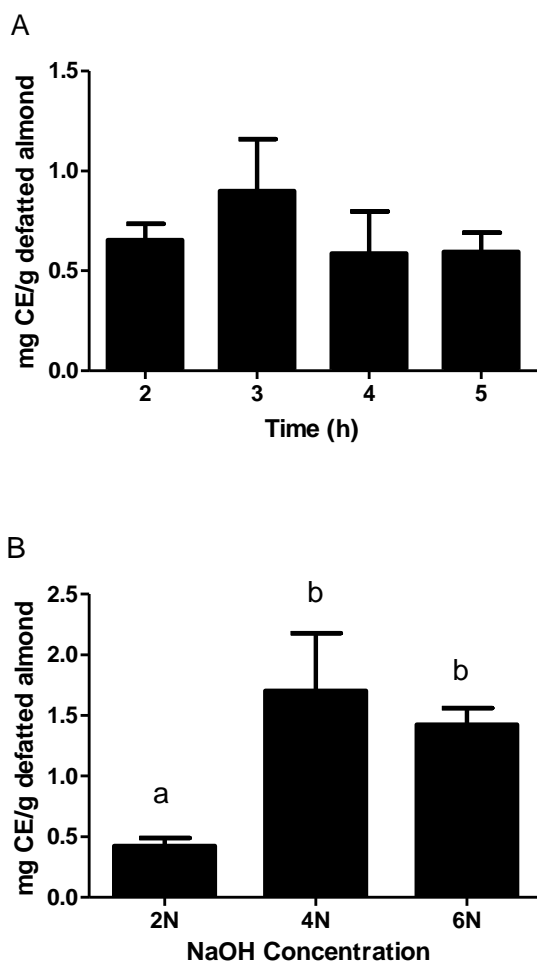 A
mg CE/g defatted almond
1.5
1.0
0.5
0.0
2 3 4 5
Time (h)
B
mg CE/g defatted almond
2.5
2.0
1.5
1.0
0.5
0.0
a
b
b
2N 4N 6N
NaOH Concentration